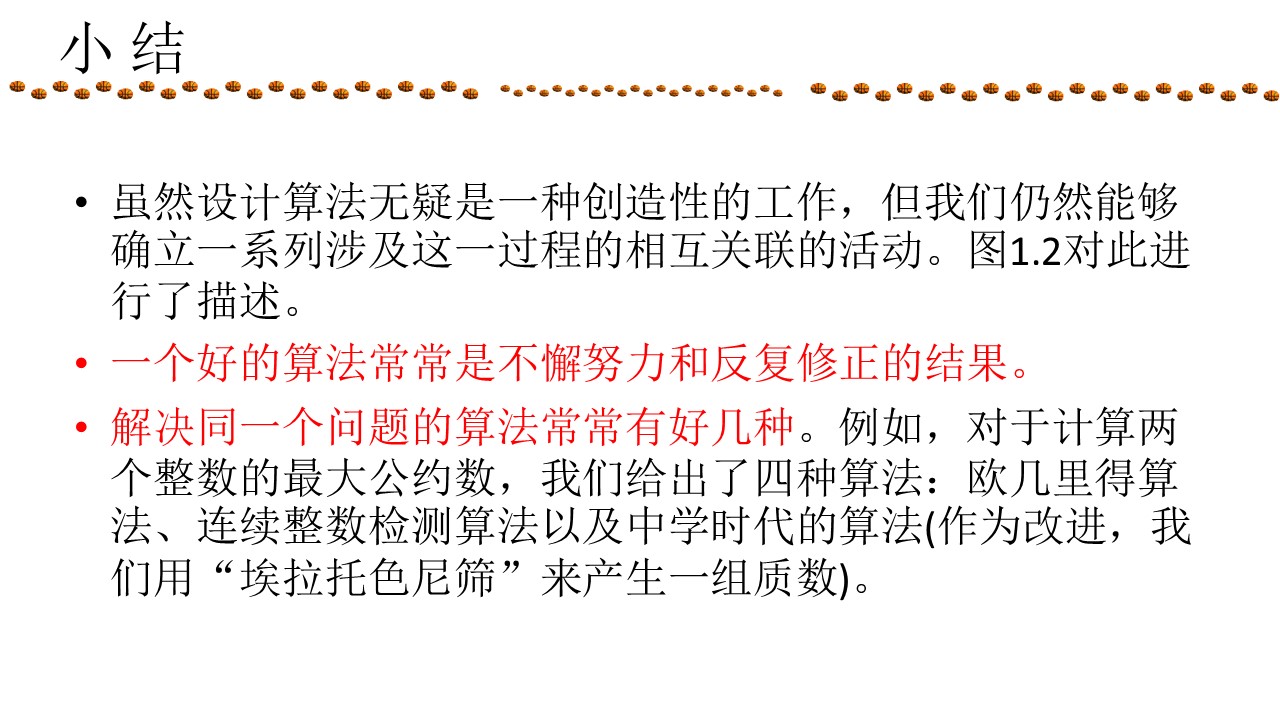 小 结
• 虽然设计算法无疑是一种创造性的工作，但我们仍然能够
确立一系列涉及这一过程的相互关联的活动。图1.2对此进
行了描述。
• 一个好的算法常常是不懈努力和反复修正的结果。
• 解决同一个问题的算法常常有好几种。例如，对于计算两
个整数的最大公约数，我们给出了四种算法：欧几里得算
法、连续整数检测算法以及中学时代的算法(作为改进，我
们用“埃拉托色尼筛”来产生一组质数)。